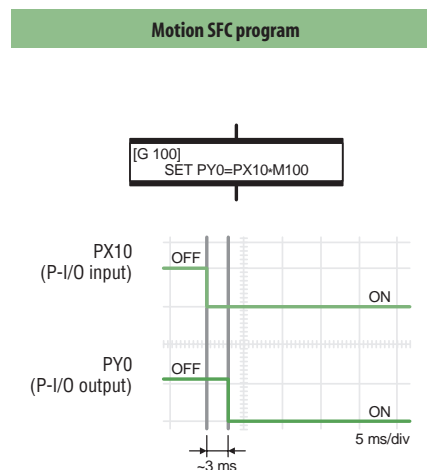 Motion SFC program
[G 100]
SET PY0=PX10*M100
PX10
(P-I/O input)
OFF
ON
PY0
(P-I/O output)
OFF
ON
5 ms/div
~3 ms